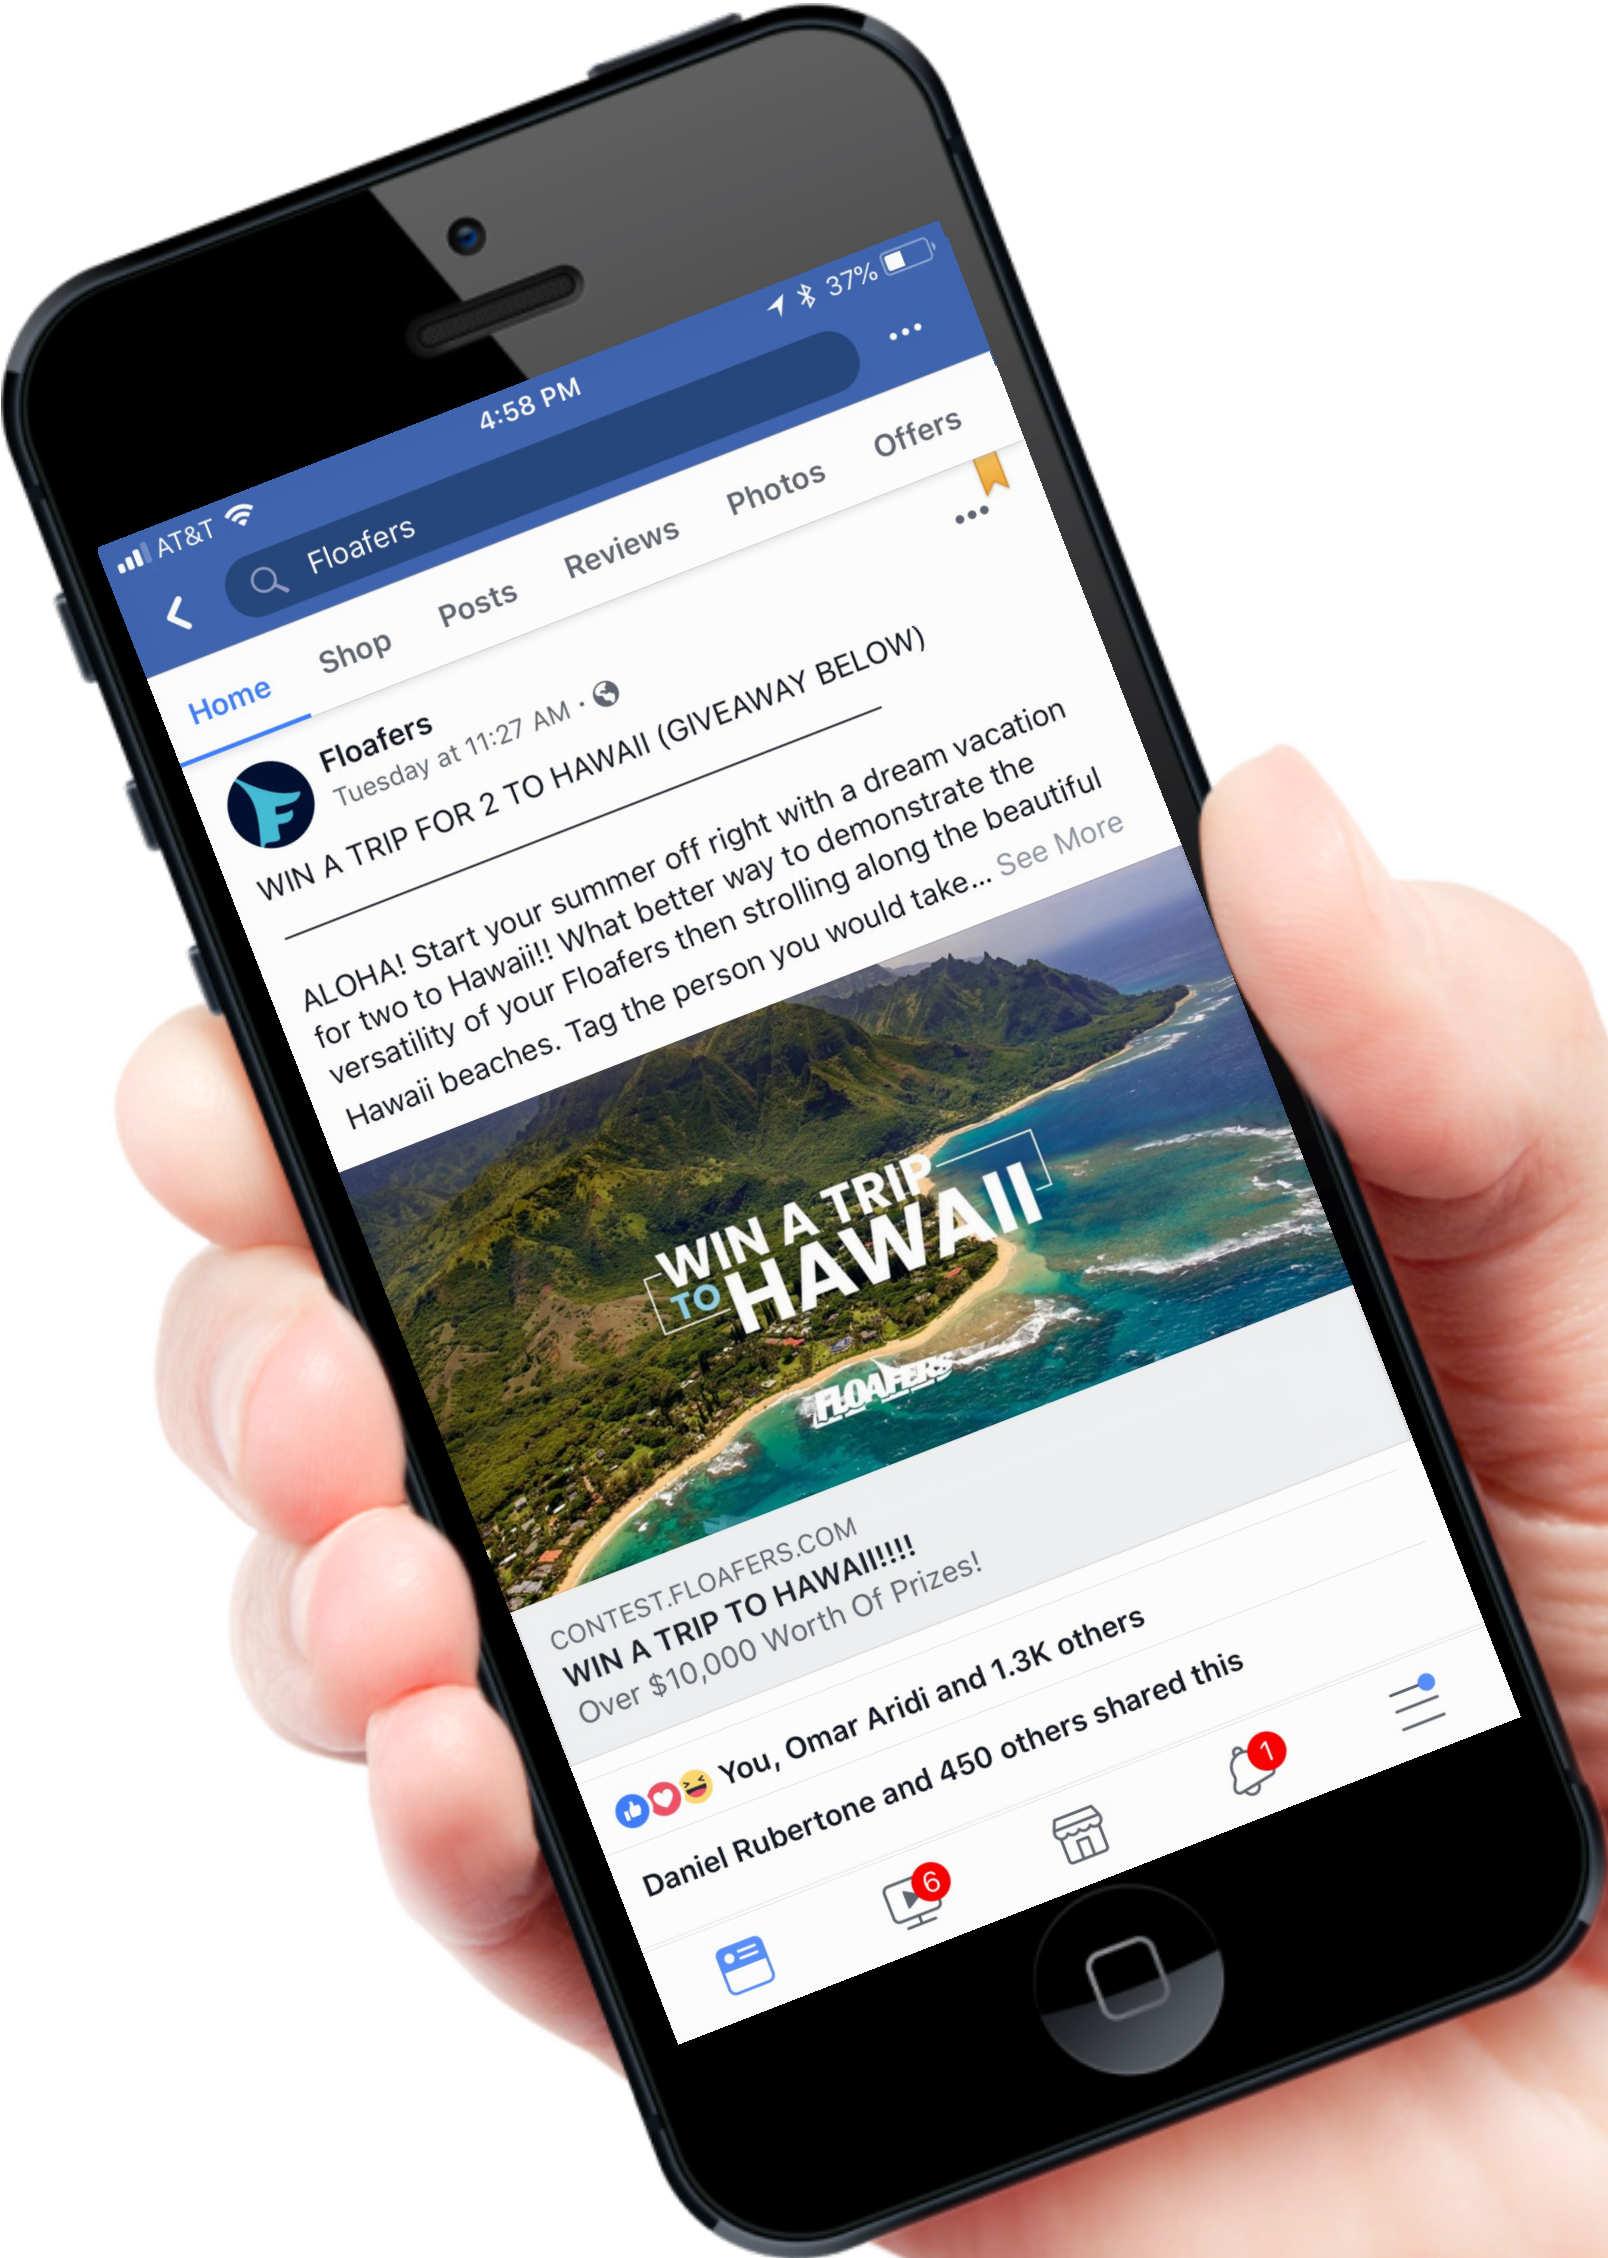 AT&T 4:58 PM 37%
Floafers
Home Shop Posts Reviews Photos Offers
Floafers
Tuesday at 11:27 AM ·
WIN A TRIP FOR 2 TO HAWAII (GIVEAWAY BELOW)
ALOHA! Start your summer off right with a dream vacation
for two to Hawaii!! What better way to demonstrate the
versatility of your Floafers then strolling along the beautiful
Hawaii beaches. Tag the person you would take... See More
WIN A TRIP
TO HAWAII
FLOAFERS
CONTEST.FLOAFERS.COM
WIN A TRIP TO HAWAII!!!!
Over $10,000 Worth Of Prizes!
You, Omar Aridi and 1.3K others
Daniel Rubertone and 450 others shared this
6
1